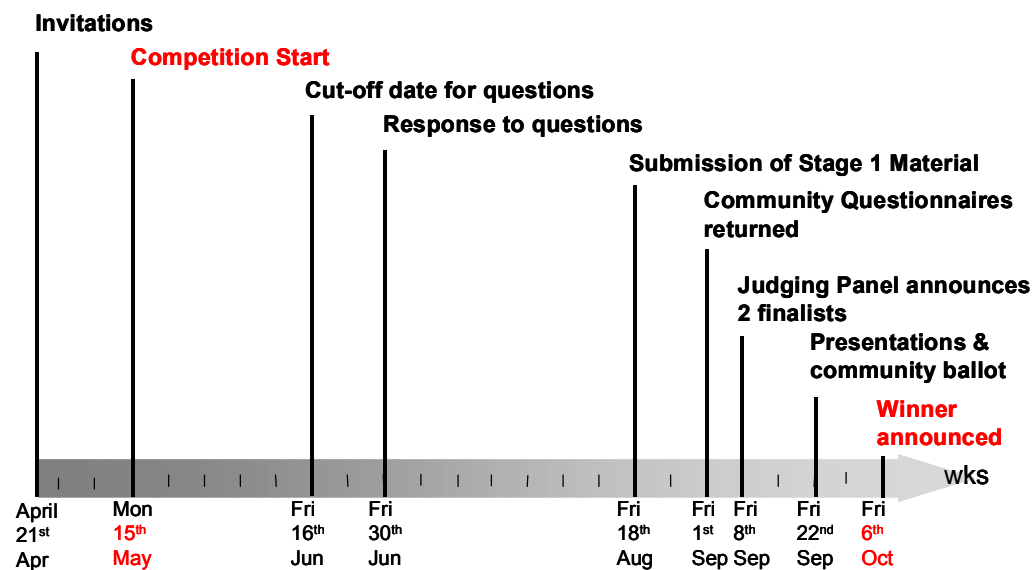 Invitations
Competition Start
Cut-off date for questions
Response to questions
Submission of Stage 1 Material
Community Questionnaires
returned
Judging Panel announces
2 finalists
Presentations &
community ballot
Winner
announced
wks
April
21st
Apr
Mon
15th
May
Fri
16th
Jun
Fri
30th
Jun
Fri
18th
Aug
Fri
1st
Sep
Fri
8th
Sep
Fri
22nd
Sep
Fri
6th
Oct